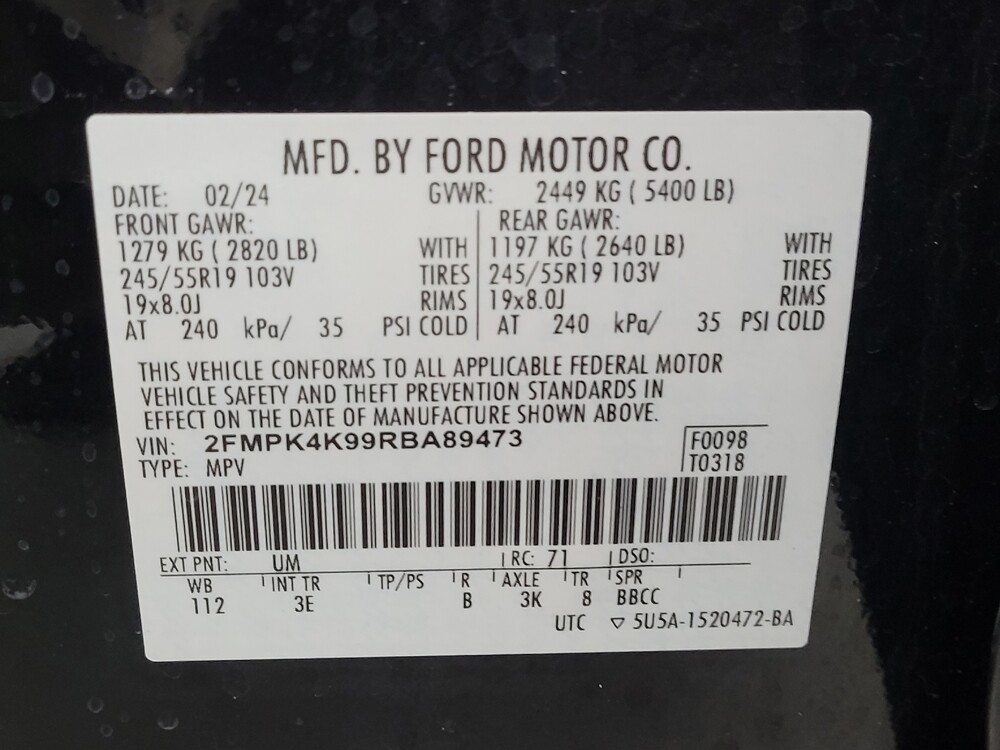 MFD. BY FORD MOTOR CO.
DATE: 02/24 GVWR: 2449 KG ( 5400 LB)
FRONT GAWR: REAR GAWR:
1279 KG ( 2820 LB) WITH 1197 KG ( 2640 LB) WITH
245/55R19 103V TIRES 245/55R19 103V TIRES
19x8.0J RIMS 19x8.0J RIMS
AT 240 kPa/ 35 PSI COLD AT 240 kPa/ 35 PSI COLD
THIS VEHICLE CONFORMS TO ALL APPLICABLE FEDERAL MOTOR
VEHICLE SAFETY AND THEFT PREVENTION STANDARDS IN
EFFECT ON THE DATE OF MANUFACTURE SHOWN ABOVE.
VIN: 2FMPK4K99RBA89473 F0098
TYPE: MPV T0318
EXT PNT: UM RC: 71 DSO:
WB INT TR TP/PS R AXLE TR SPR
112 3E B 3K 8 BBCC
UTC ▽ 5U5A-1520472-BA